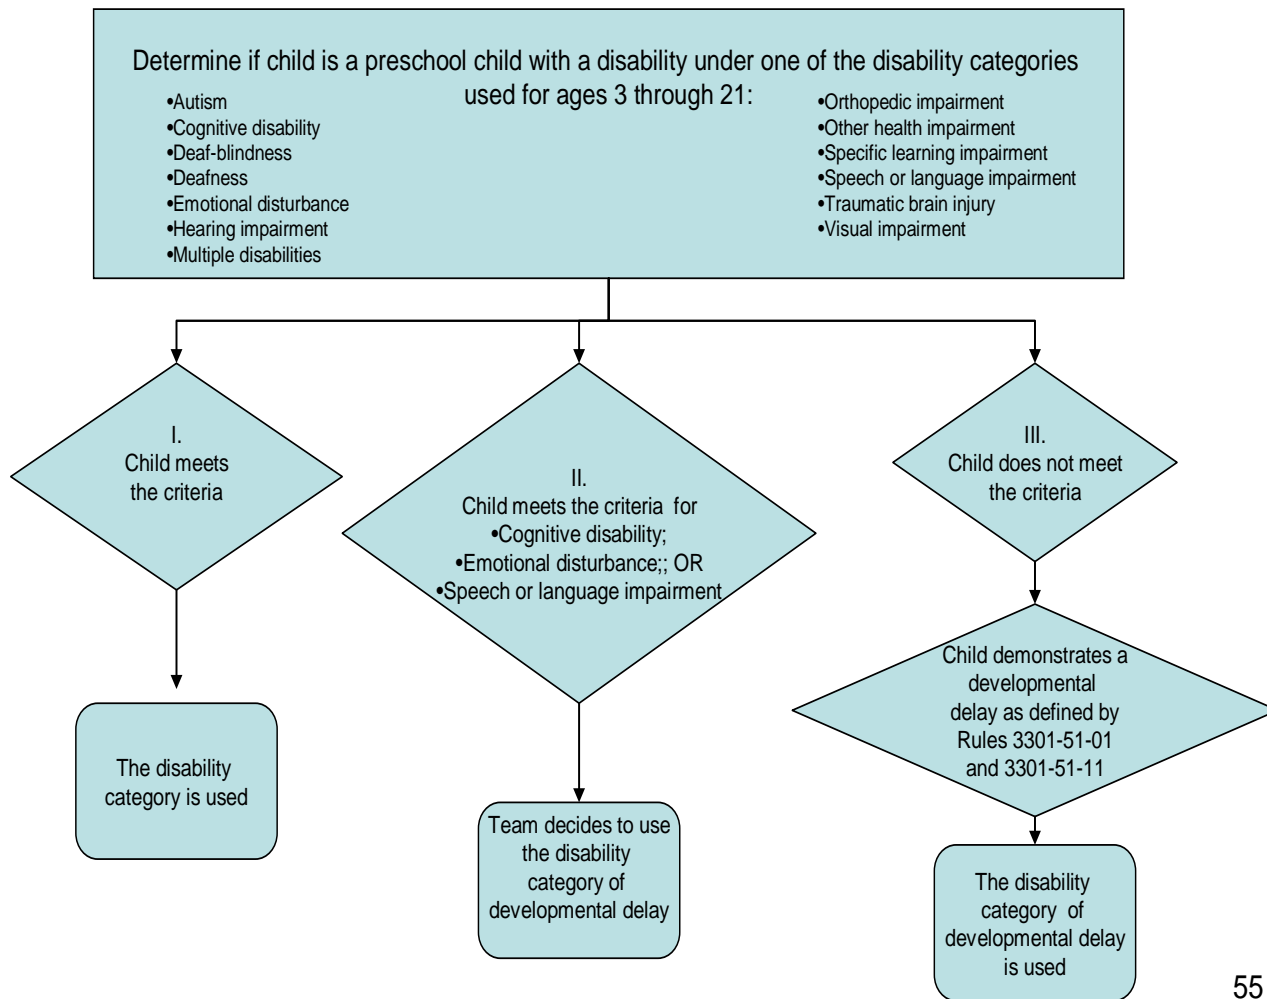 Determine if child is a preschool child with a disability under one of the disability categories
used for ages 3 through 21:
•Autism
•Cognitive disability
•Deaf-blindness
•Deafness
•Emotional disturbance
•Hearing impairment
•Multiple disabilities
•Orthopedic impairment
•Other health impairment
•Specific learning impairment
•Speech or language impairment
•Traumatic brain injury
•Visual impairment
I.
Child meets
the criteria
II.
Child meets the criteria for
•Cognitive disability;
•Emotional disturbance;; OR
•Speech or language impairment
III.
Child does not meet
the criteria
The disability
category is used
Team decides to use
the disability
category of
developmental delay
Child demonstrates a
developmental
delay as defined by
Rules 3301-51-01
and 3301-51-11
The disability
category of
developmental delay
is used
55